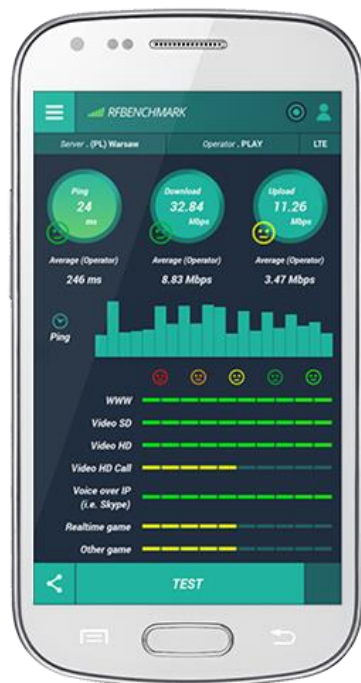 RFBENCHMARK
Server . (PL) Warsaw Operator . PLAY LTE
Ping Download Upload
24 32.84 11.26
ms Mbps Mbps
Average (Operator) Average (Operator) Average (Operator)
246 ms 8.83 Mbps 3.47 Mbps
Ping
WWW
Video SD
Video HD
Video HD Call
Voice over IP
(i.e. Skype)
Realtime game
Other game
TEST